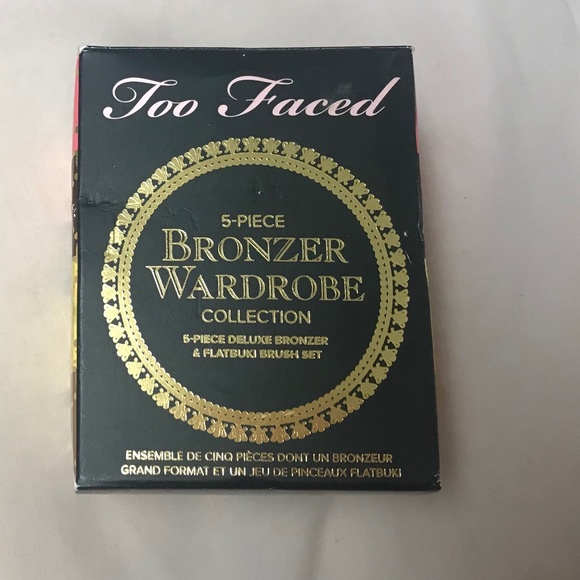 Too Faced
5-PIECE
BRONZER
WARDROBE
COLLECTION
5-PIECE DELUXE BRONZER
& FLATBUKI BRUSH SET
ENSEMBLE DE CINQ PIÈCES DONT UN BRONZEUR
GRAND FORMAT ET UN JEU DE PINCEAUX FLATBUKI